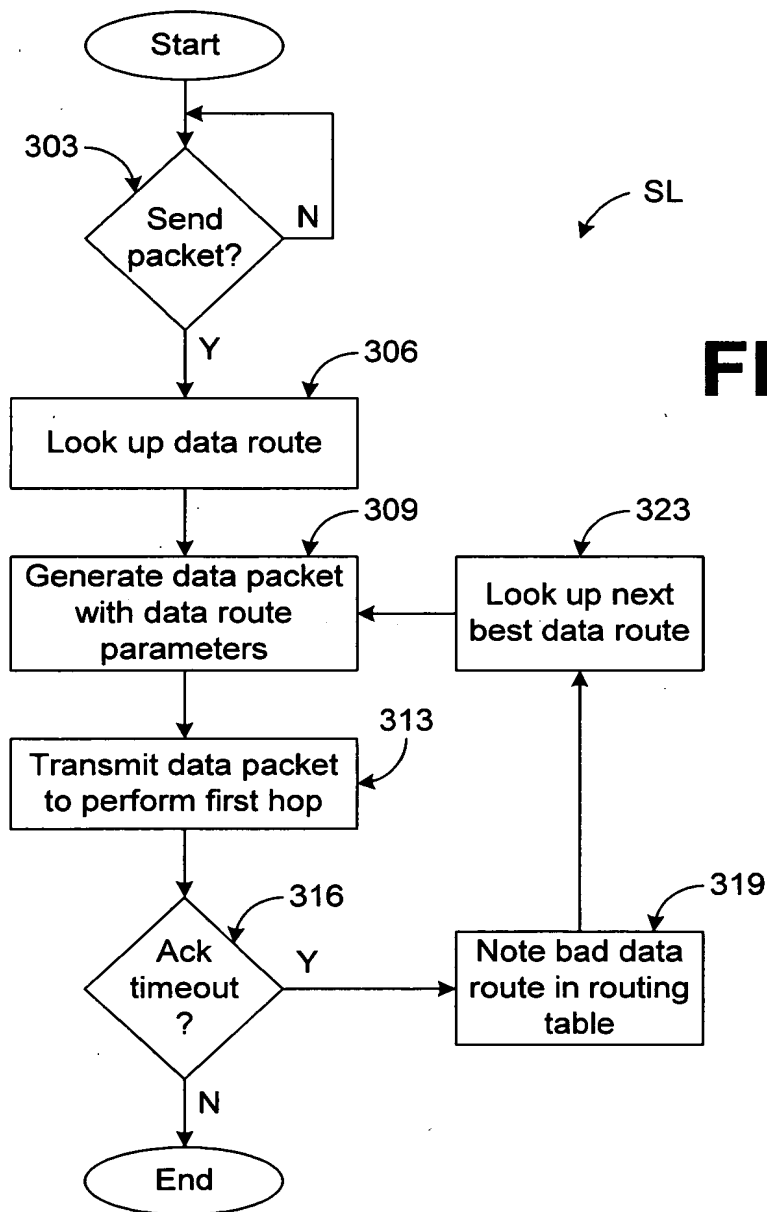 Start
303
Send
packet?
N
SL
Y
306
FI
Look up data route
309
323
Generate data packet
with data route
parameters
Look up next
best data route
313
Transmit data packet
to perform first hop
316
319
Ack
timeout
?
Y
Note bad data
route in routing
table
N
End